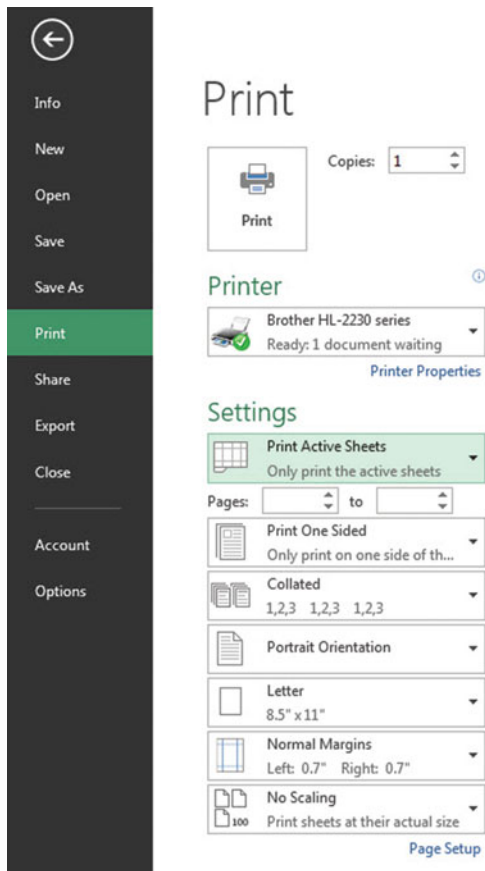 Info
New
Open
Save
Save As
Print
Share
Export
Close
Account
Options
Print
Copies: 1
Print
Printer
Brother HL-2230 series
Ready: 1 document waiting
Printer Properties
Settings
Print Active Sheets
Only print the active sheets
Pages: to
Print One Sided
Only print on one side of th...
Collated
1,2,3 1,2,3 1,2,3
Portrait Orientation
Letter
8.5" x 11"
Normal Margins
Left: 0.7" Right: 0.7"
No Scaling
100 Print sheets at their actual size
Page Setup